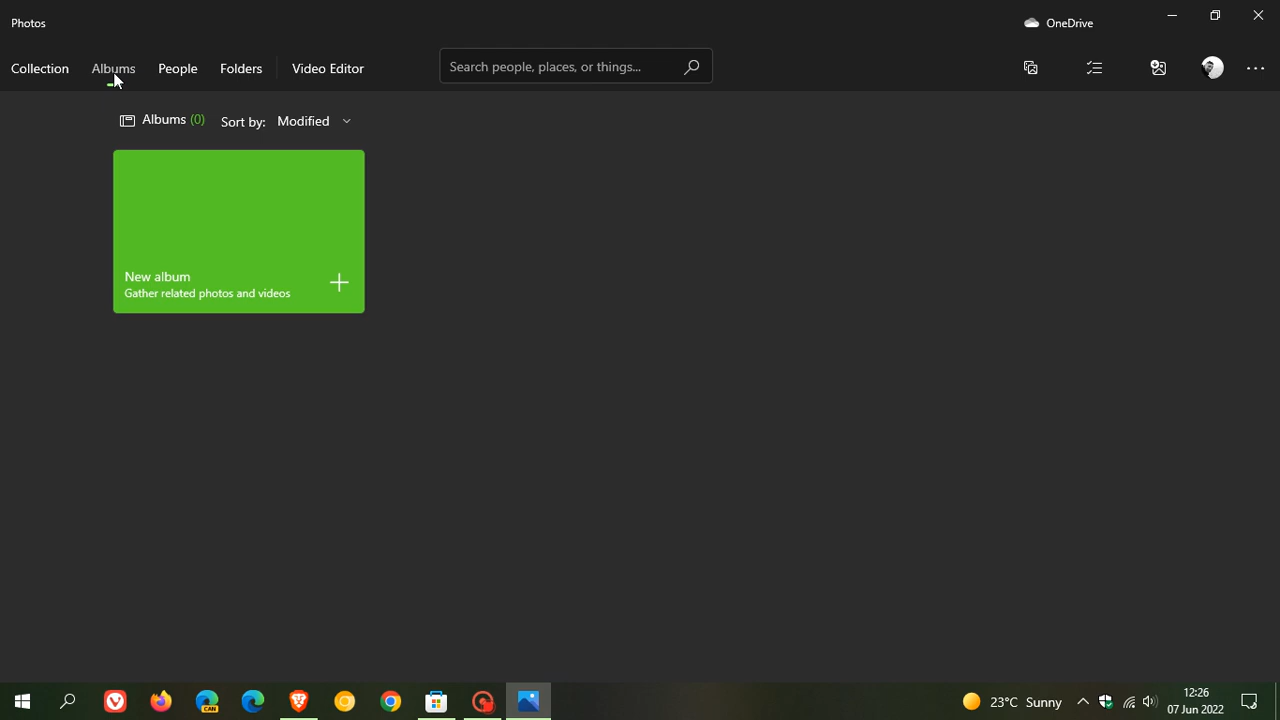 Photos
OneDrive
Collection Albums People Folders Video Editor
Search people, places, or things...
Albums (0) Sort by: Modified
New album
Gather related photos and videos
CAN
23°C Sunny
12:26
07 Jun 2022